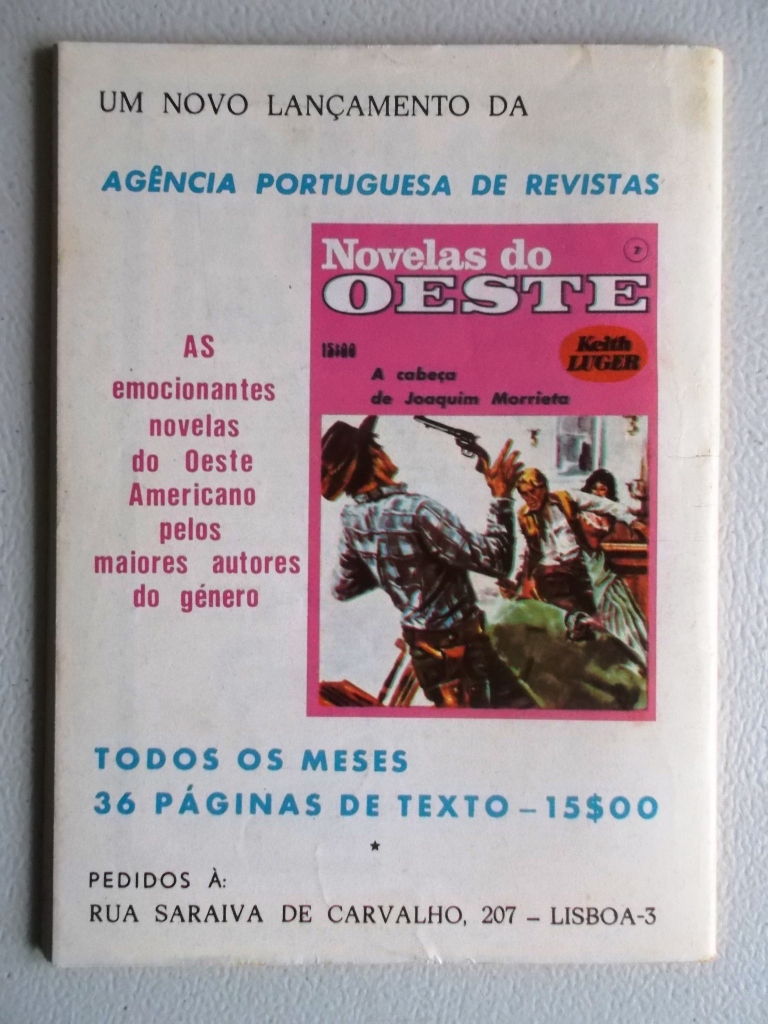 UM NOVO LANÇAMENTO DA
AGÊNCIA PORTUGUESA DE REVISTAS
Novelas do
OESTE
15$00
Keith
LUGER
A cabeça
de Joaquim Morrieta
AS
emocionantes
novelas
do Oeste
Americano
pelos
maiores autores
do género
TODOS OS MESES
36 PÁGINAS DE TEXTO – 15$00
PEDIDOS À:
RUA SARAIVA DE CARVALHO, 207 – LISBOA-3